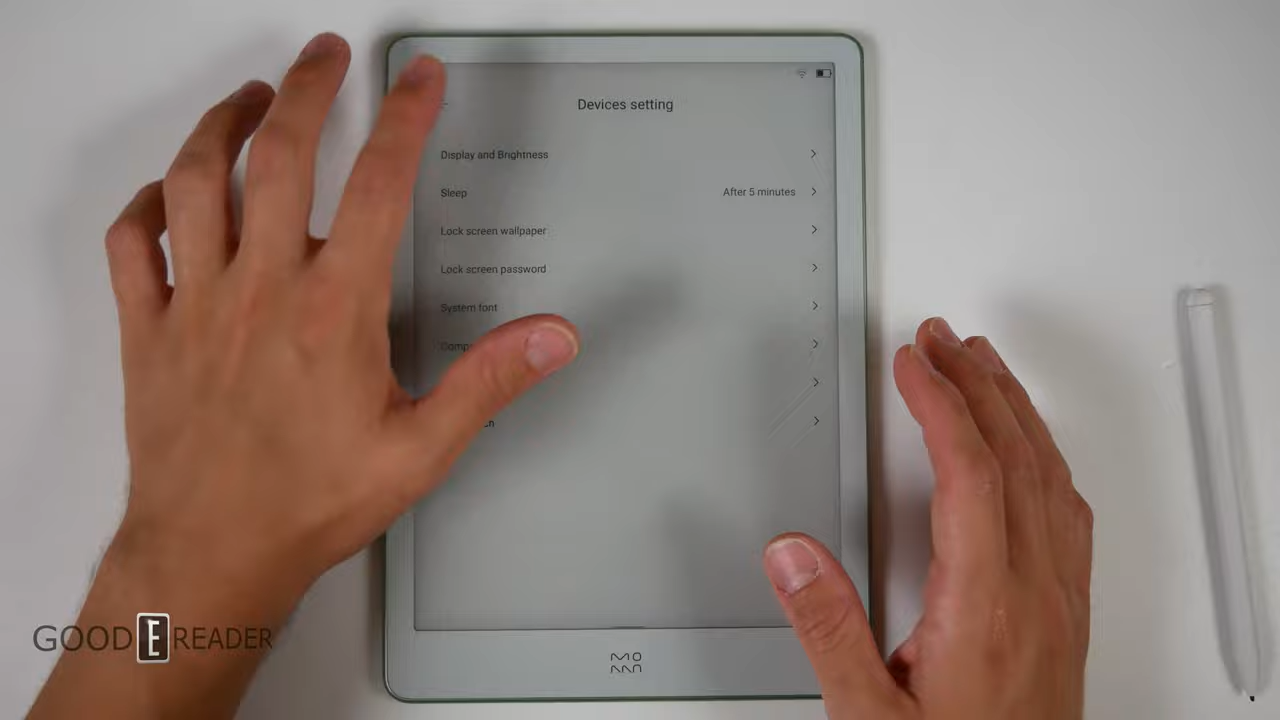 Devices setting
Display and Brightness
Sleep After 5 minutes
Lock screen wallpaper
Lock screen password
System font
GOOD E READER
MOAN